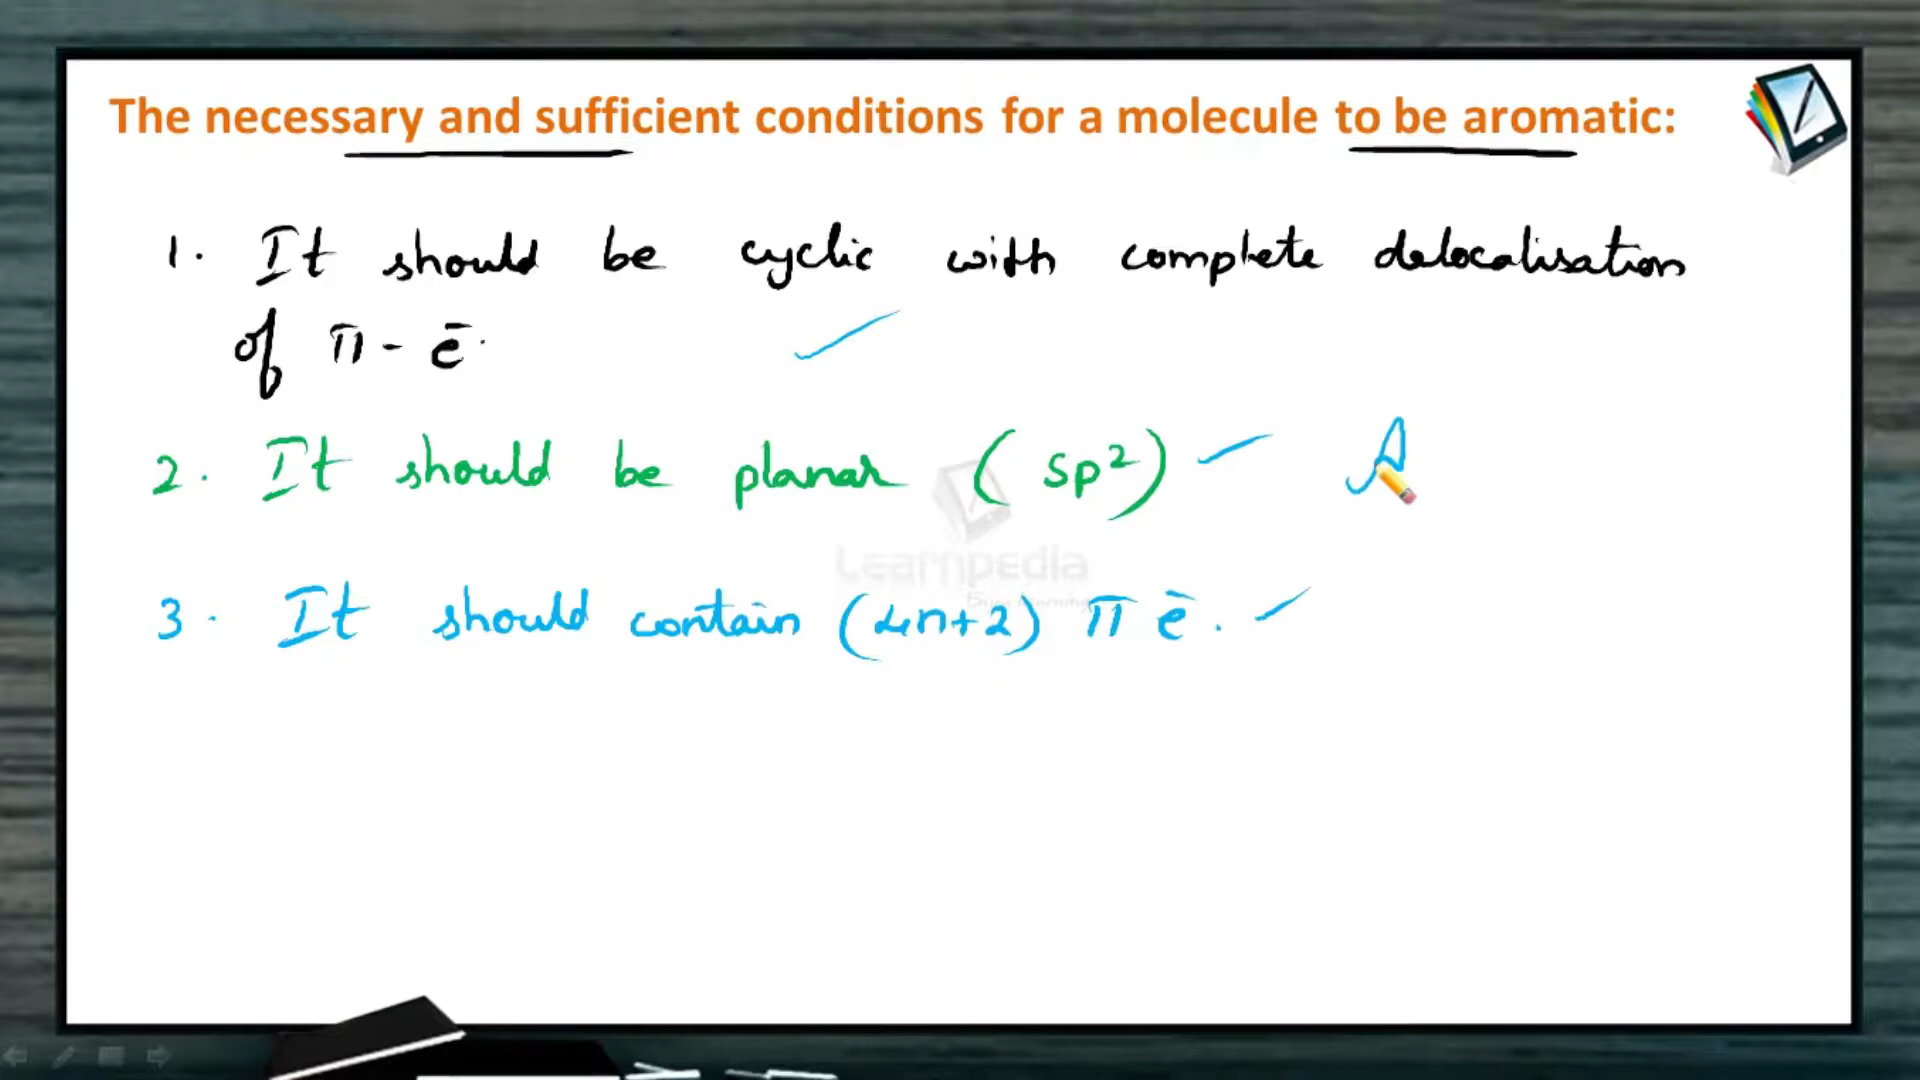 The necessary and sufficient conditions for a molecule to be aromatic:
1. It should be cyclic with complete delocalisation
of π - ē.
2. It should be planar (sp²) ✓ A
Learnpedia
3. It should contain (4n+2) π ē. ✓